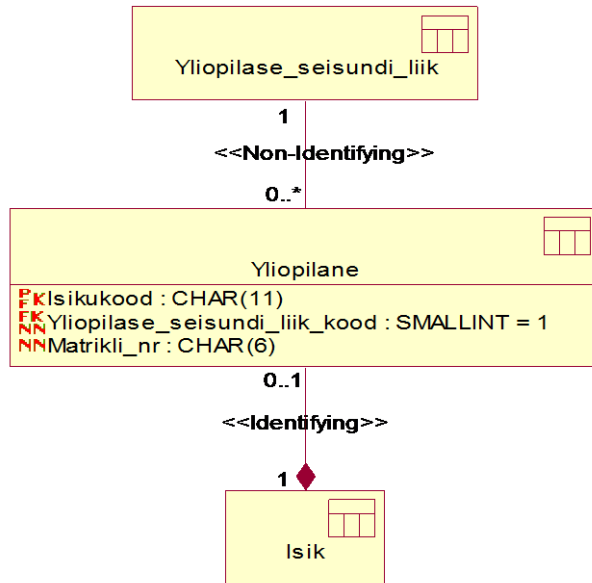 Yliopilase_seisundi_liik
1
<<Non-Identifying>>
0..*
Yliopilane
PFK Isikukood : CHAR(11)
FK NN Yliopilase_seisundi_liik_kood : SMALLINT = 1
NN Matrikli_nr : CHAR(6)
0..1
<<Identifying>>
1
Isik